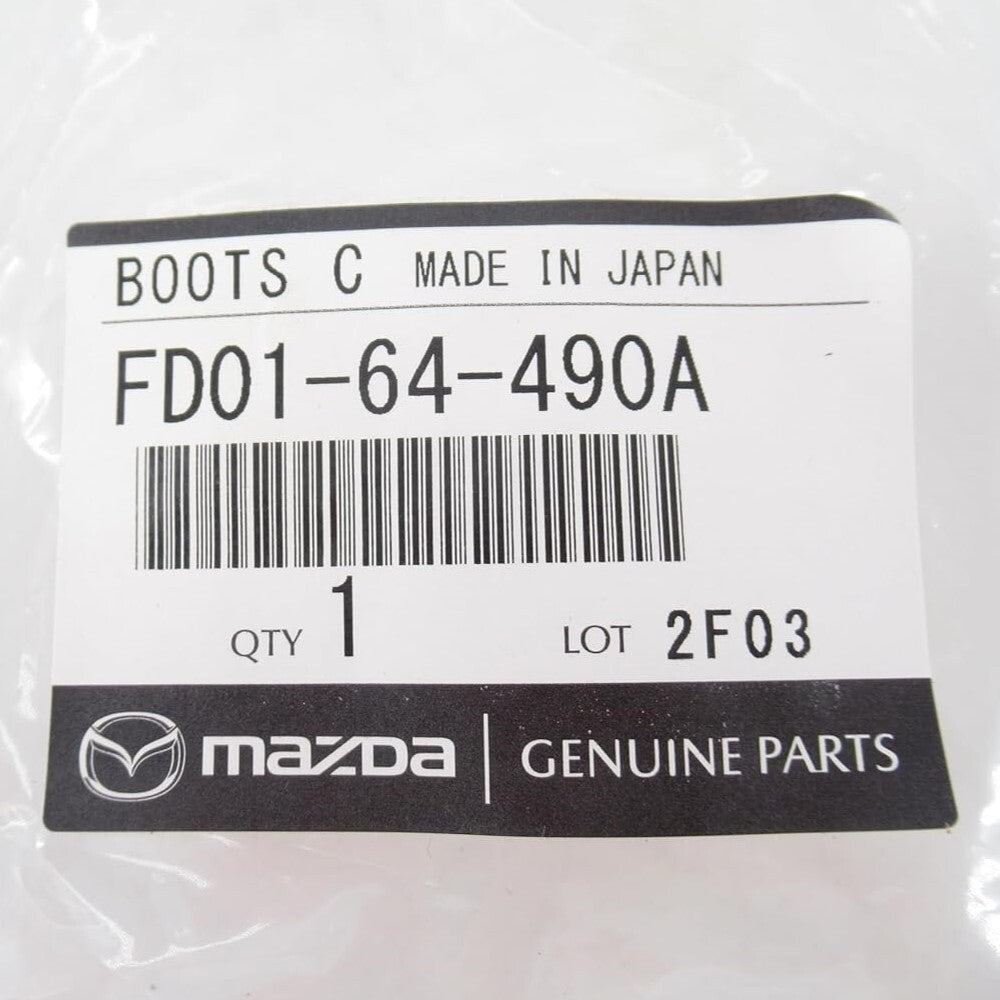 BOOTS C MADE IN JAPAN
FD01-64-490A
QTY 1 LOT 2F03
mazda GENUINE PARTS